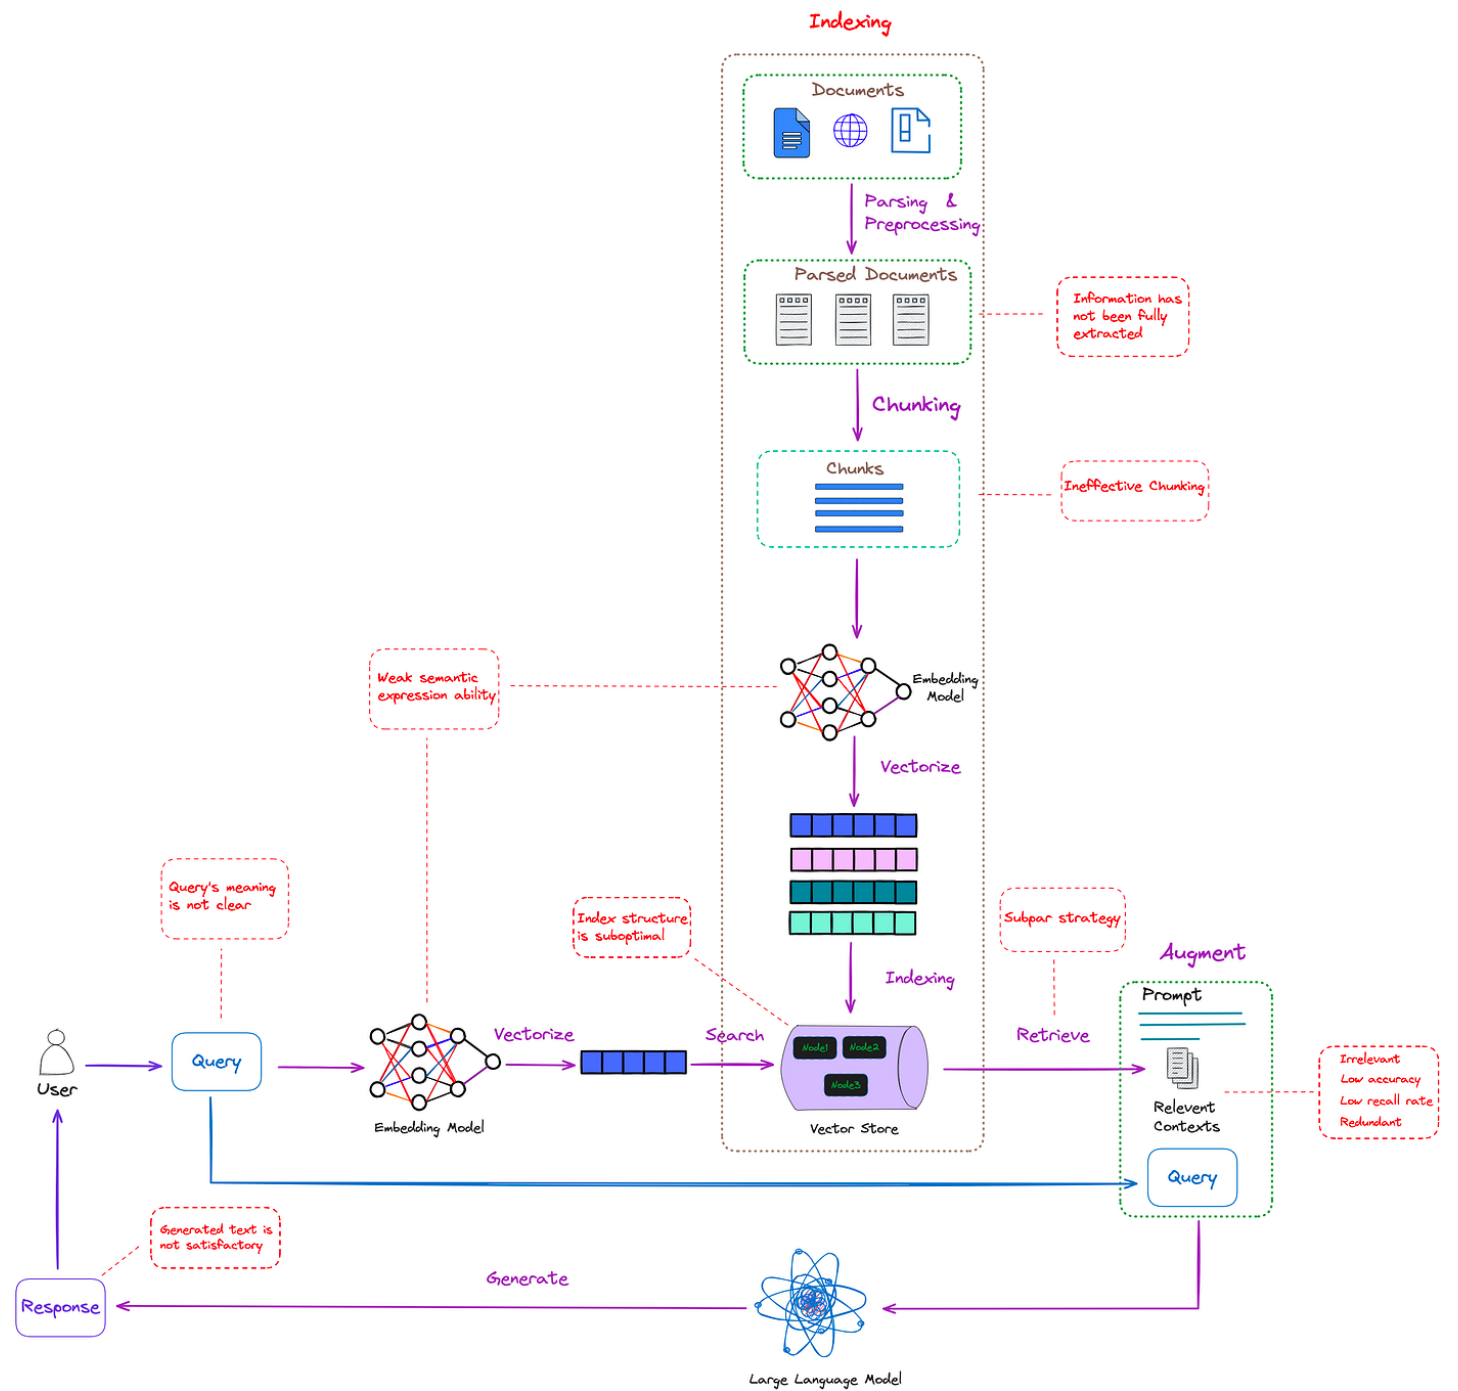 Indexing
Documents
Parsing &
Preprocessing
Parsed Documents
Information has
not been fully
extracted
Chunking
Chunks
Ineffective Chunking
Embedding
Model
Weak semantic
expression ability
Vectorize
Query's meaning
is not clear
Index structure
is suboptimal
Subpar strategy
Indexing
Augment
Prompt
User
Query
Vectorize
Search
Node1
Node2
Node3
Retrieve
Relevent
Contexts
Irrelevant
Low accuracy
Low recall rate
Redundant
Embedding Model
Vector Store
Query
Generated text is
not satisfactory
Response
Generate
Large Language Model